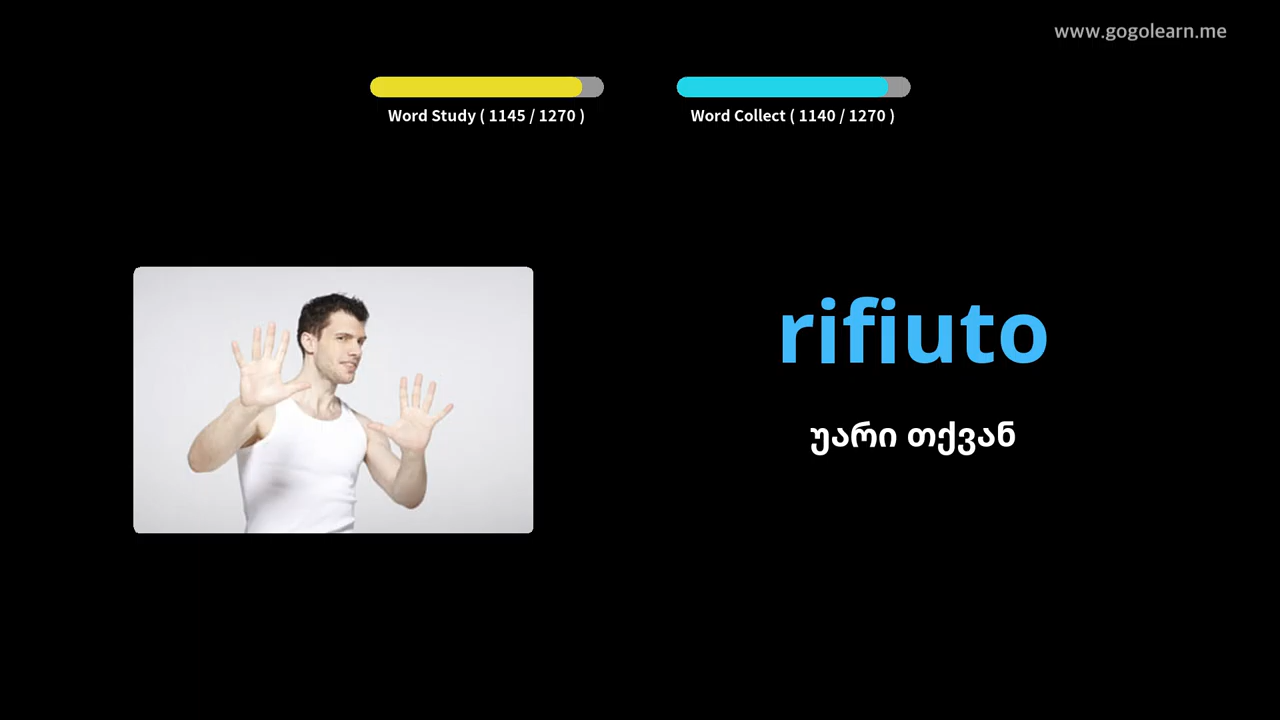 www.gogolearn.me
Word Study ( 1145 / 1270 )
Word Collect ( 1140 / 1270 )
rifiuto
უარი თქვან